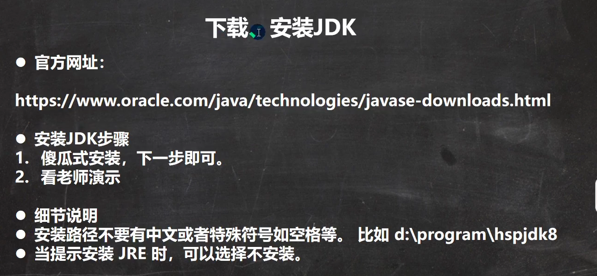 下载、安装JDK
● 官方网址：
https://www.oracle.com/java/technologies/javase-downloads.html
● 安装JDK步骤
1. 傻瓜式安装，下一步即可。
2. 看老师演示
● 细节说明
● 安装路径不要有中文或者特殊符号如空格等。 比如 d:\program\hspjdk8
● 当提示安装 JRE 时，可以选择不安装。